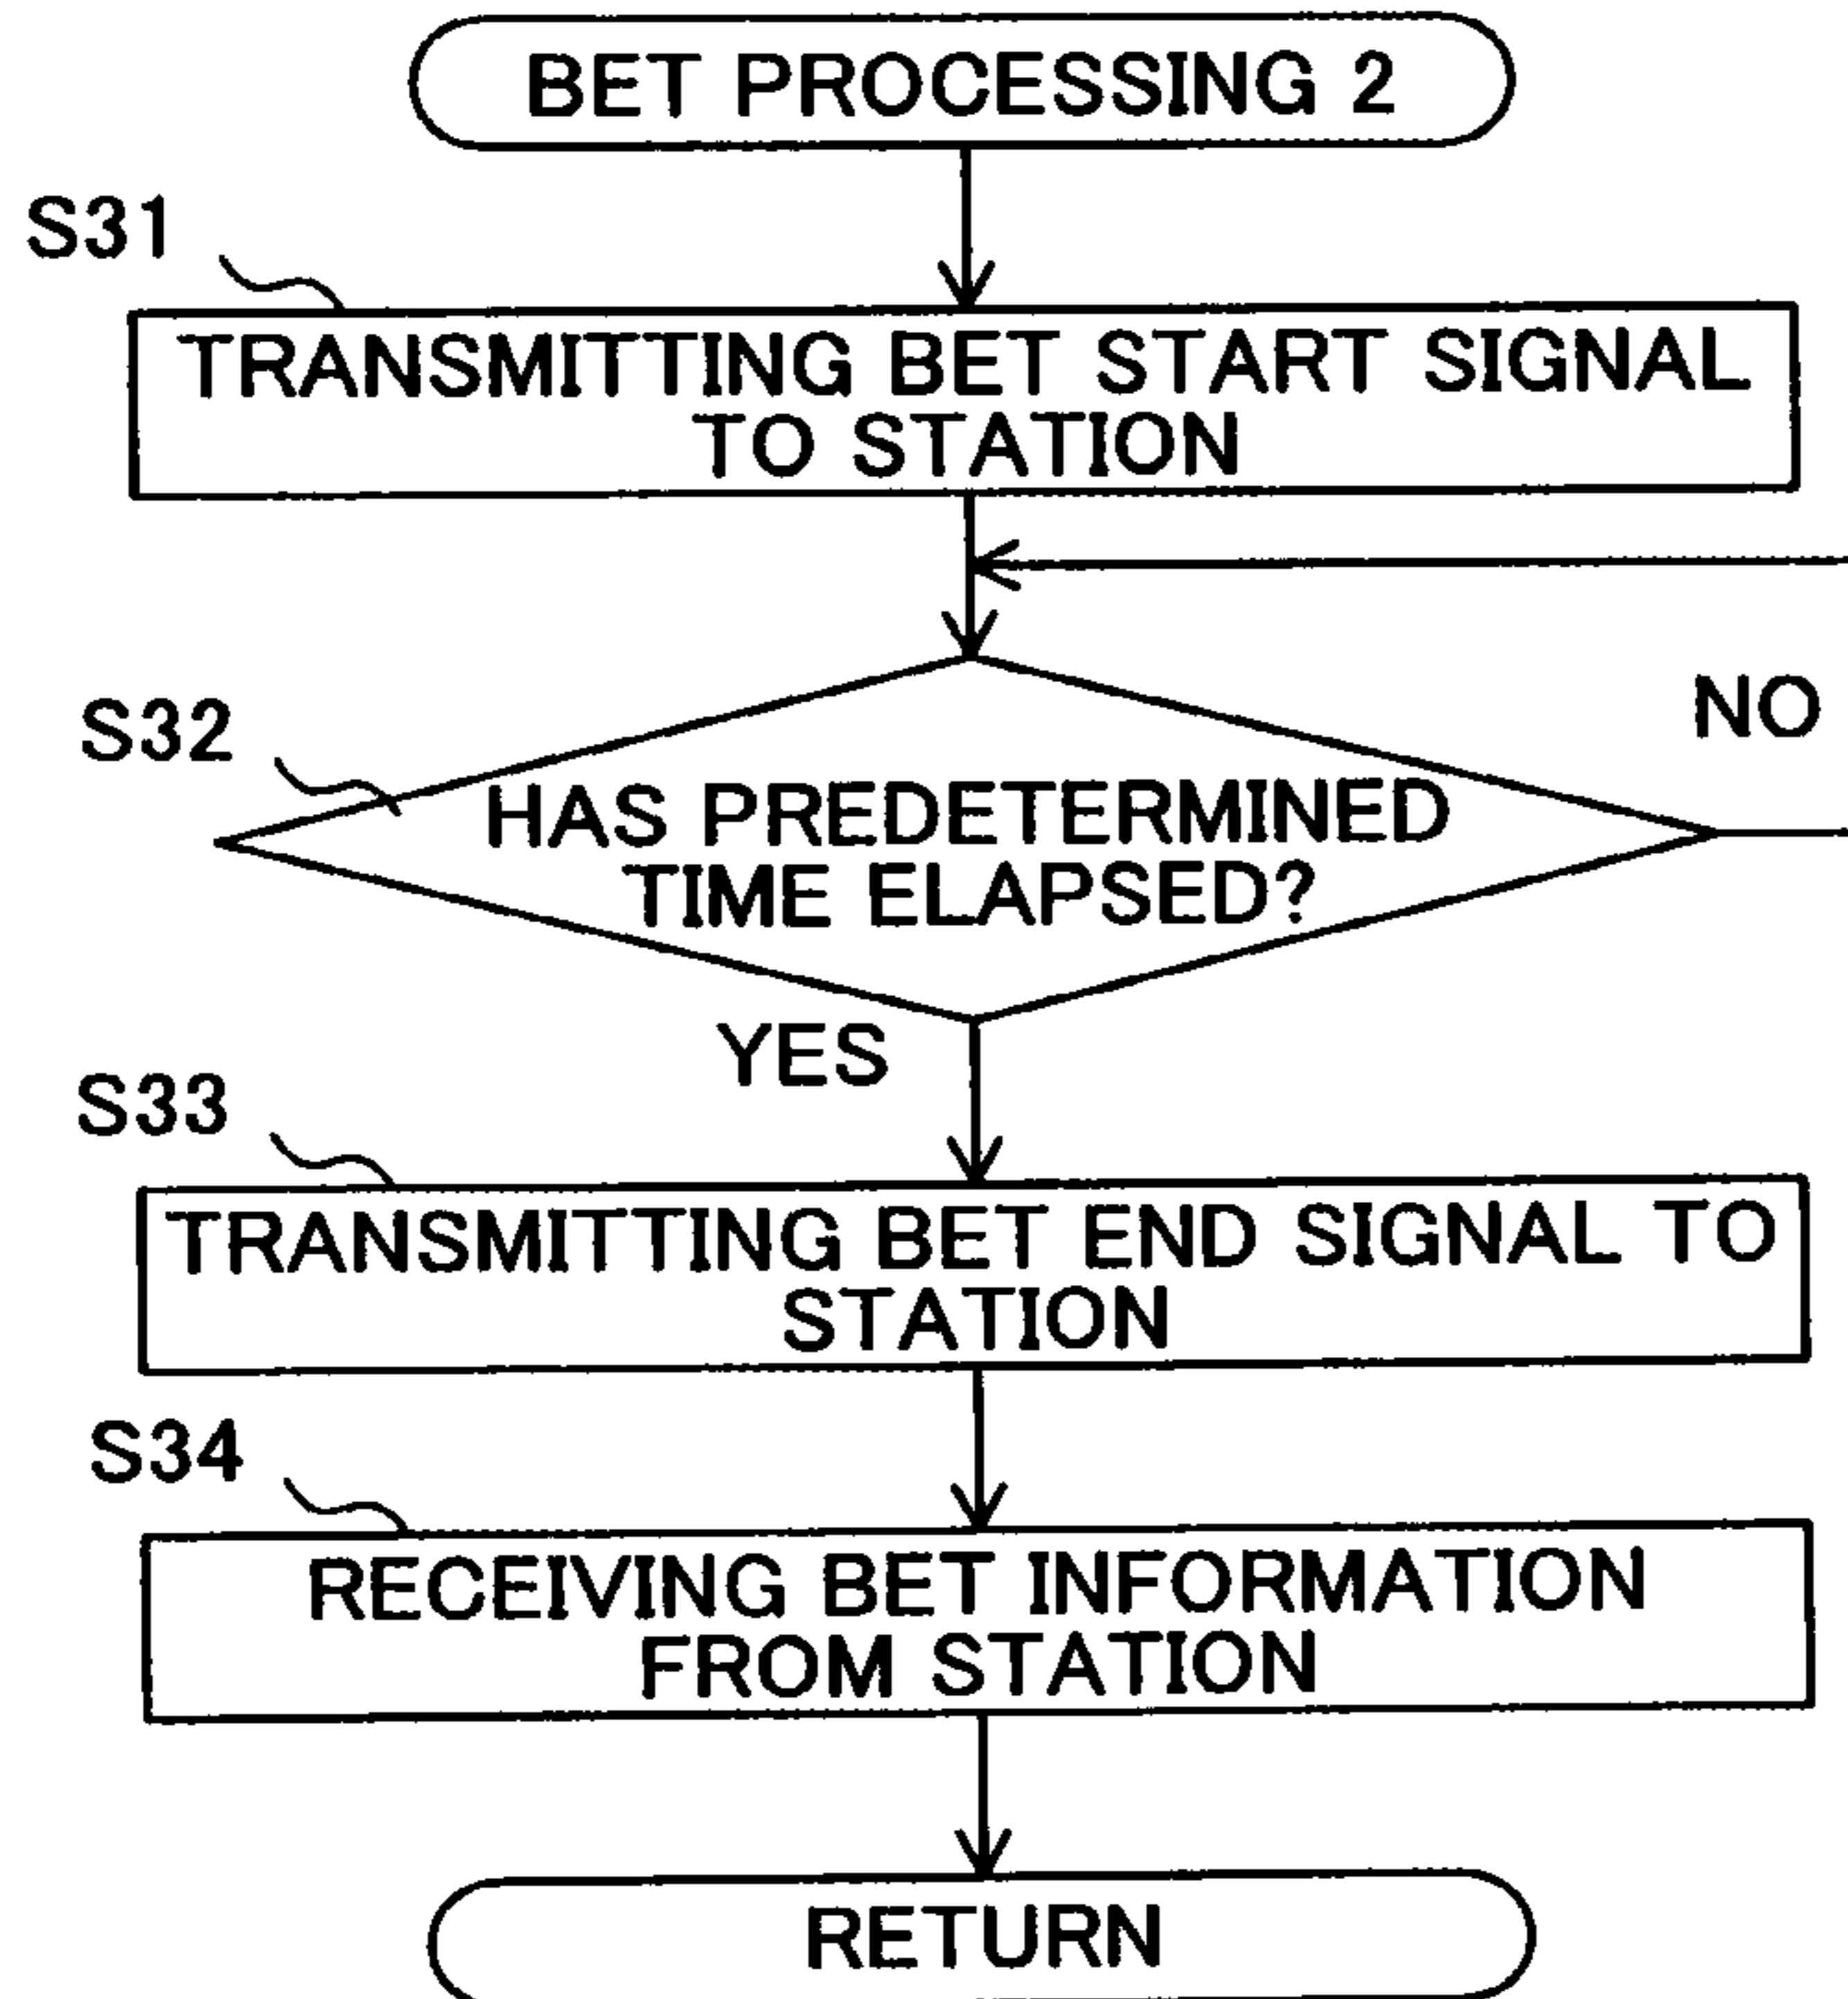 BET PROCESSING 2
S31
TRANSMITTING BET START SIGNAL
TO STATION
S32
NO
HAS PREDETERMINED
TIME ELAPSED?
YES
S33
TRANSMITTING BET END SIGNAL TO
STATION
S34
RECEIVING BET INFORMATION
FROM STATION
RETURN